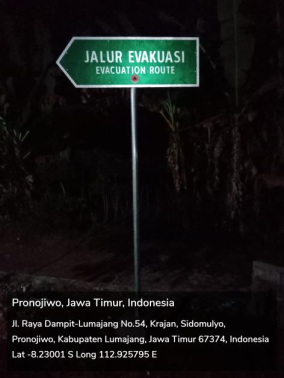 JALUR EVAKUASI
EVACUATION ROUTE
Pronojiwo, Jawa Timur, Indonesia
Jl. Raya Dampit-Lumajang No.54, Krajan, Sidomulyo,
Pronojiwo, Kabupaten Lumajang, Jawa Timur 67374, Indonesia
Lat -8.23001 S Long 112.925795 E